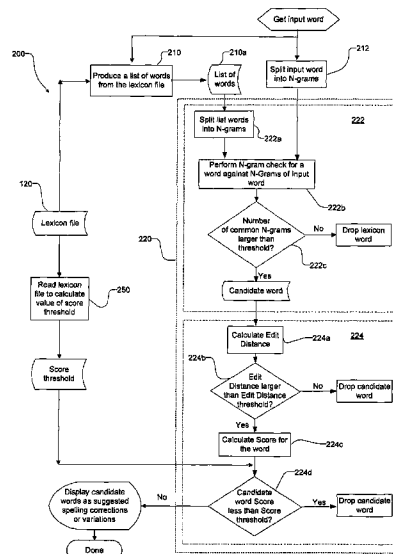 Get input word
200
210
210a
212
Produce a list of words
from the lexicon file
List of
words
Split input word
into N-grams
Split list words
into N-grams
222a
222
Perform N-gram check for a
word against N-Grams of Input
word
222b
120
Lexicon file
220
Number
of common N-grams
larger than
threshold?
No
Drop lexicon
word
222c
Yes
Candidate word
Read lexicon
file to calculate
value of score
threshold
250
Calculate Edit
Distance
224a
224
224b
Edit
Distance larger
than Edit Distance
threshold?
No
Drop candidate
word
Score
threshold
Yes
Calculate Score for
the word
224c
224d
Candidate
word Score
less than Score
threshold?
Yes
Drop candidate
word
No
Display candidate
words as suggested
spelling corrections
or variations
Done